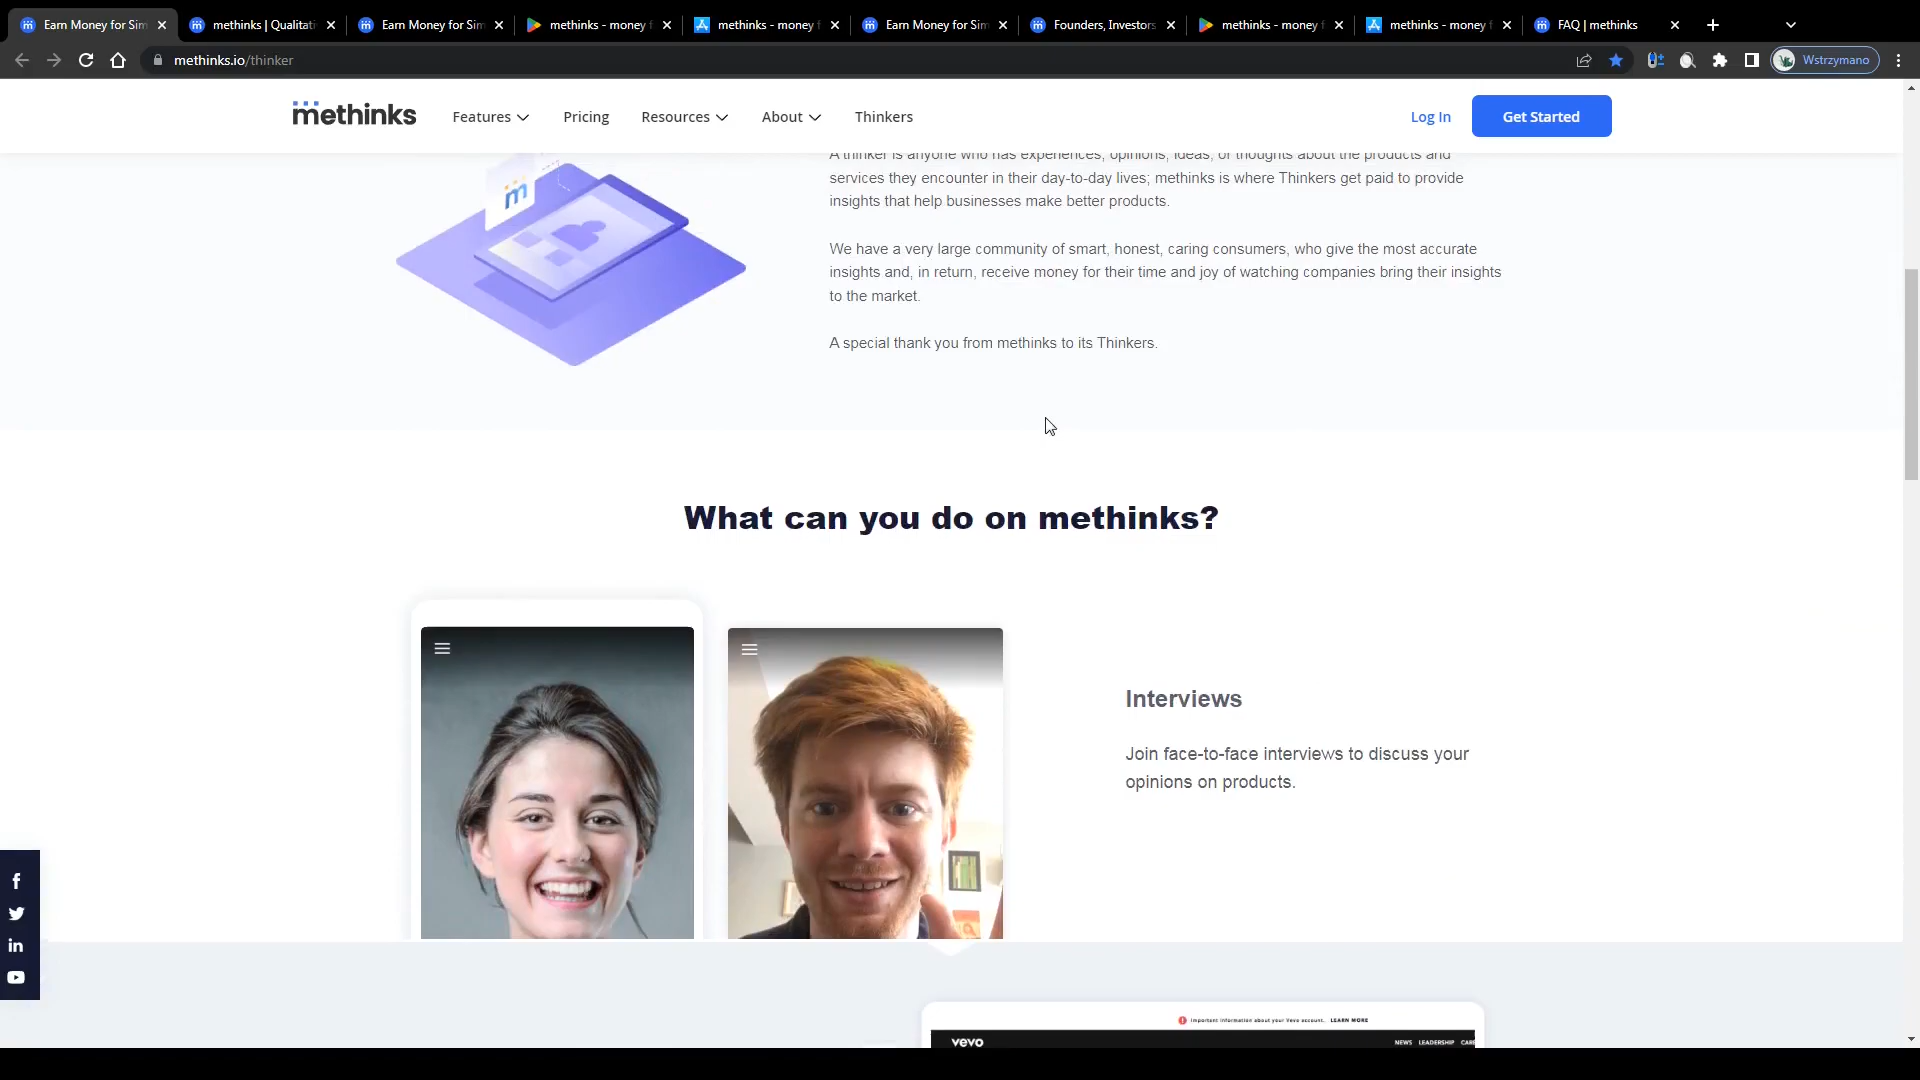 Earn Money for Sim
methinks | Qualitati
Earn Money for Sim
methinks - money f
methinks - money f
Earn Money for Sim
Founders, Investors
methinks - money f
methinks - money f
FAQ | methinks
methinks.io/thinker
Wstrzymano
methinks
Features
Pricing
Resources
About
Thinkers
Log In
Get Started
A thinker is anyone who has experiences, opinions, ideas, or thoughts about the products and
services they encounter in their day-to-day lives; methinks is where Thinkers get paid to provide
insights that help businesses make better products.
We have a very large community of smart, honest, caring consumers, who give the most accurate
insights and, in return, receive money for their time and joy of watching companies bring their insights
to the market.
A special thank you from methinks to its Thinkers.
m
What can you do on methinks?
Interviews
Join face-to-face interviews to discuss your
opinions on products.
Important information about your Vevo account. LEARN MORE
vevo
NEWS LEADERSHIP CARE